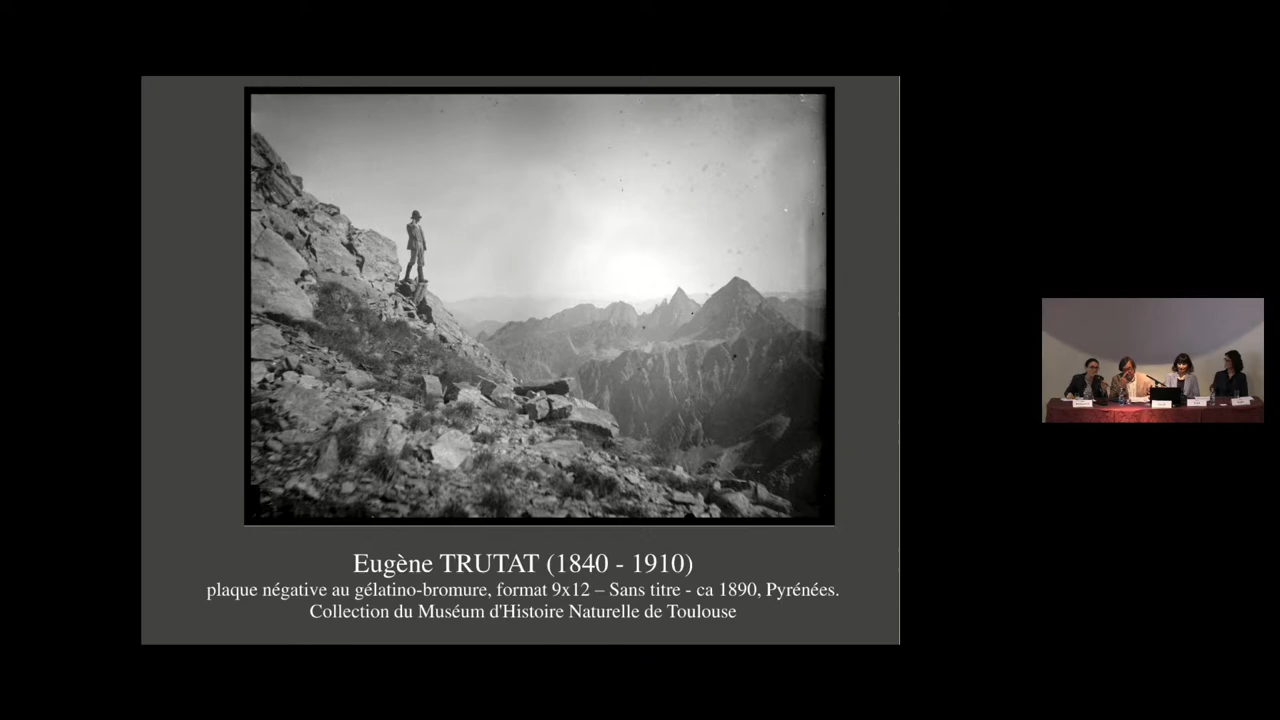 Eugène TRUTAT (1840 - 1910)
plaque négative au gélatino-bromure, format 9x12 – Sans titre - ca 1890, Pyrénées.
Collection du Muséum d'Histoire Naturelle de Toulouse